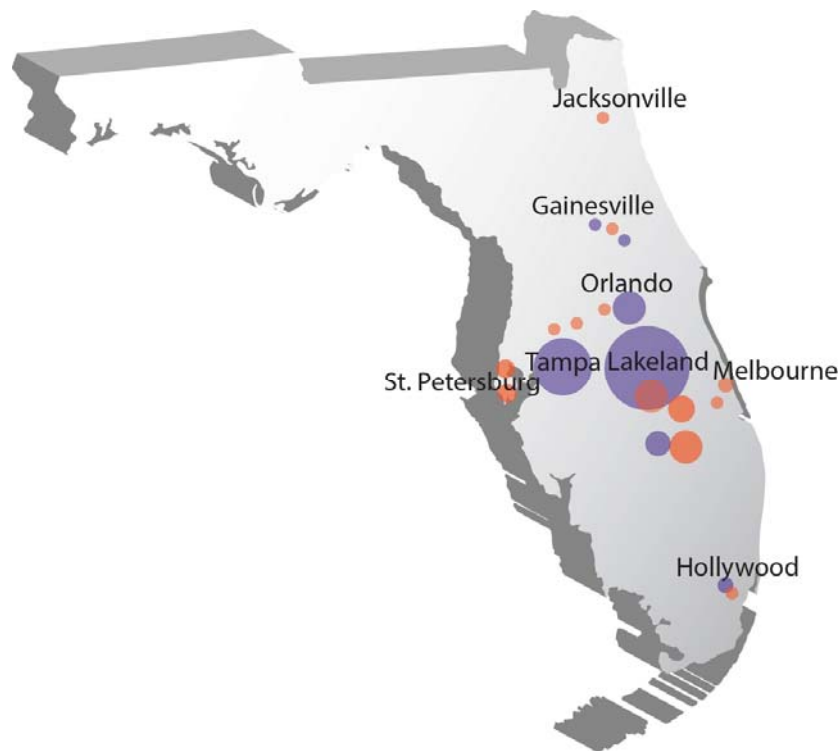 Jacksonville
Gainesville
Orlando
Tampa Lakeland
Melbourne
St. Petersburg
Hollywood